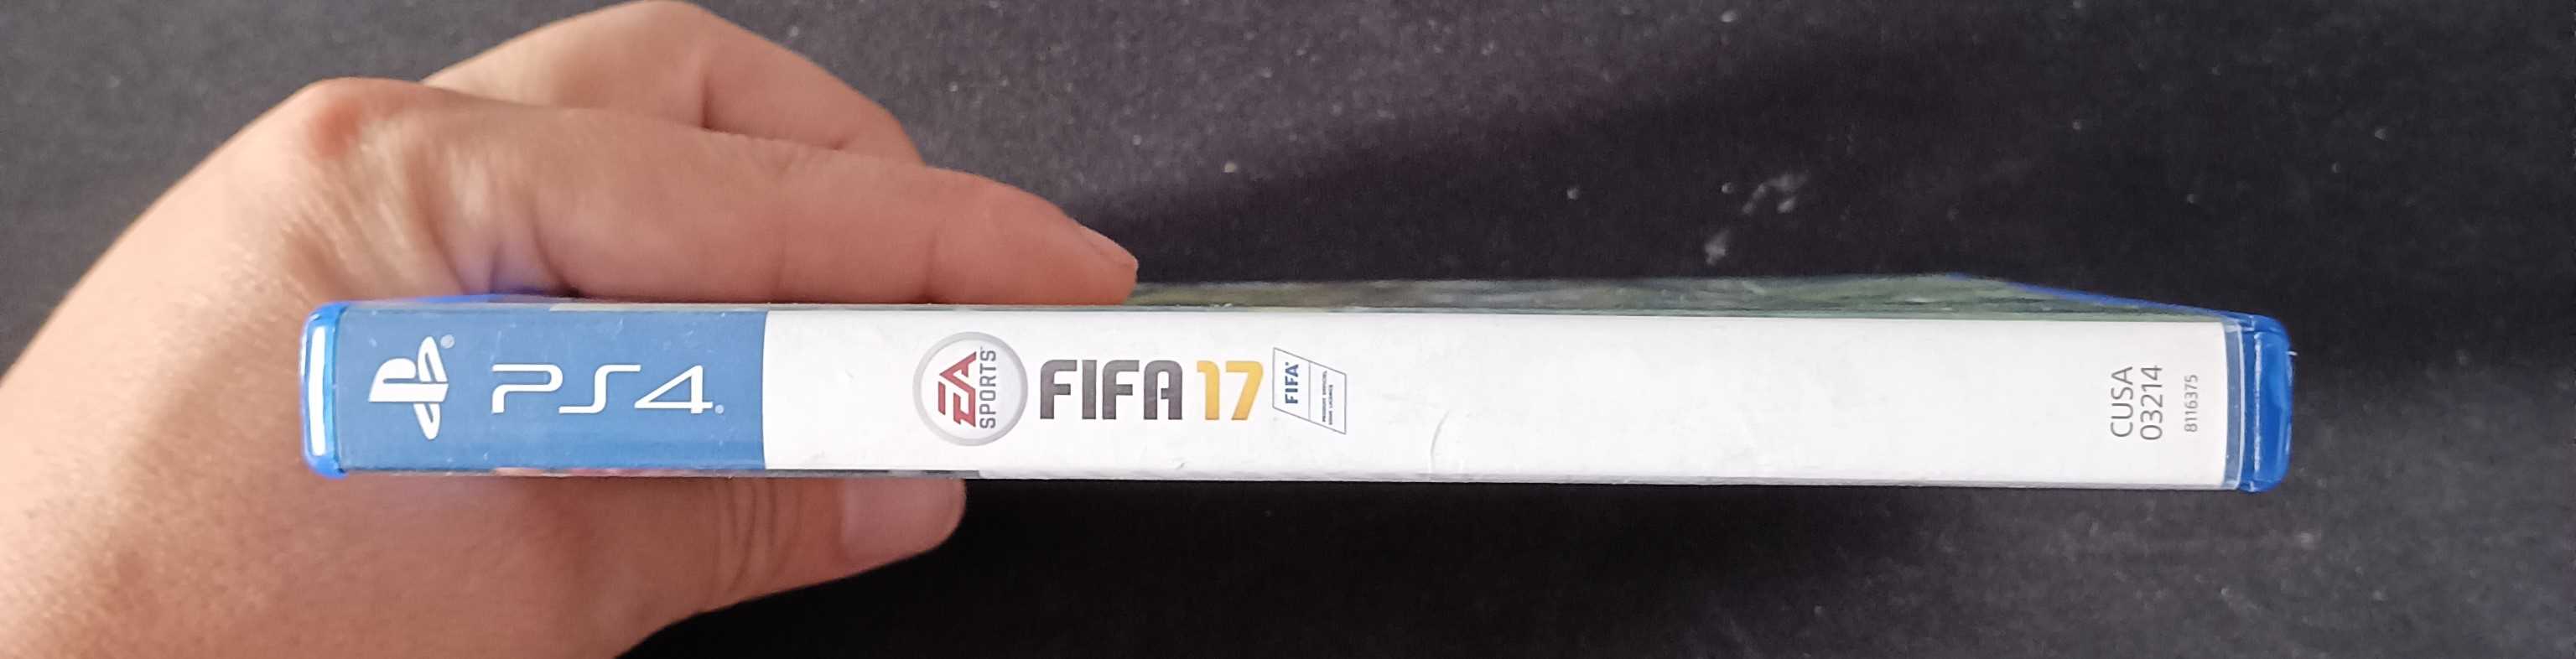 PS4
EA
SPORTS
FIFA 17
FIFA
CUSA
03214
8116375